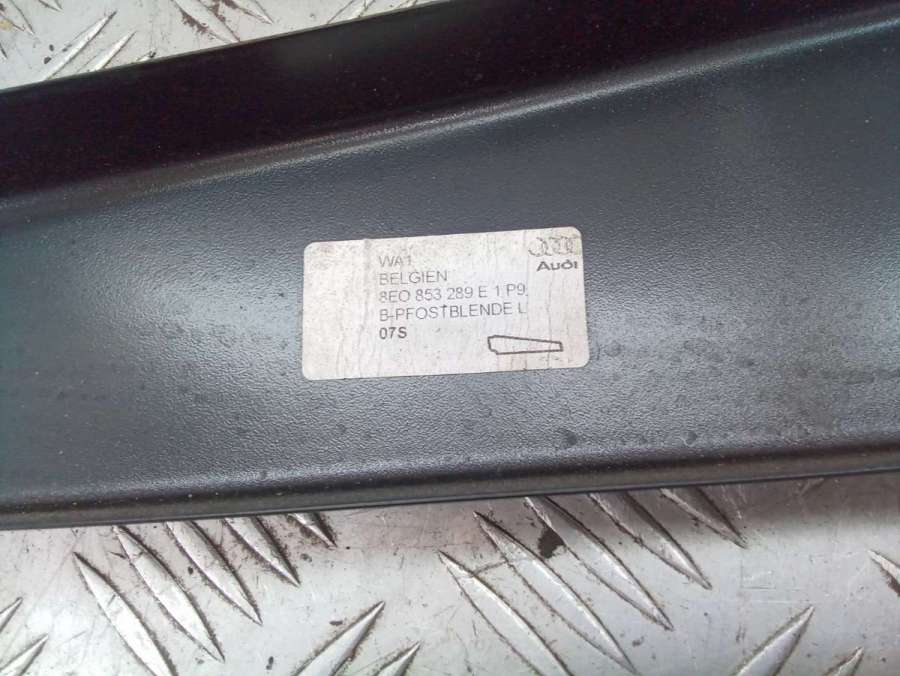 WA1
Audi
BELGIEN
8E0 853 289 E 1 P9
B-PFOSTBLENDE L
07S